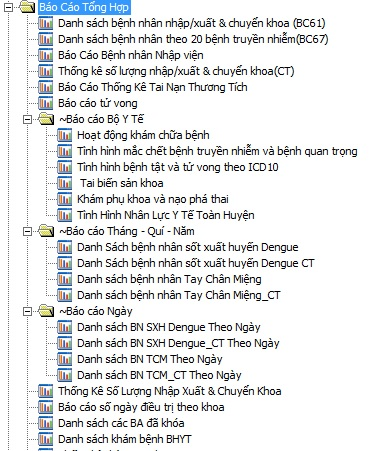 Báo Cáo Tổng Hợp
Danh sách bệnh nhân nhập/xuất & chuyển khoa (BC61)
Danh sách bệnh nhân theo 20 bệnh truyền nhiễm(BC67)
Báo Cáo Bệnh nhân Nhập viện
Thống kê số lượng nhập/xuất & chuyển khoa(CT)
Báo Cáo Thống Kê Tai Nạn Thương Tích
Báo cáo tử vong
~Báo cáo Bộ Y Tế
Hoạt động khám chữa bệnh
Tình hình mắc chết bệnh truyền nhiễm và bệnh quan trọng
Tình hình bệnh tật và tử vong theo ICD10
Tai biến sản khoa
Khám phụ khoa và nạo phá thai
Tình Hình Nhân Lực Y Tế Toàn Huyện
~Báo cáo Tháng - Quí - Năm
Danh Sách bệnh nhân sốt xuất huyến Dengue
Danh Sách bệnh nhân sốt xuất huyến Dengue CT
Danh sách bệnh nhân Tay Chân Miệng
Danh sách bệnh nhân Tay Chân Miệng_CT
~Báo cáo Ngày
Danh sách BN SXH Dengue Theo Ngày
Danh sách BN SXH Dengue_CT Theo Ngày
Danh sách BN TCM Theo Ngày
Danh sách BN TCM_CT Theo Ngày
Thống Kê Số Lượng Nhập Xuất & Chuyển Khoa
Báo cáo số ngày điều trị theo khoa
Danh sách các BA đã khóa
Danh sách khám bệnh BHYT